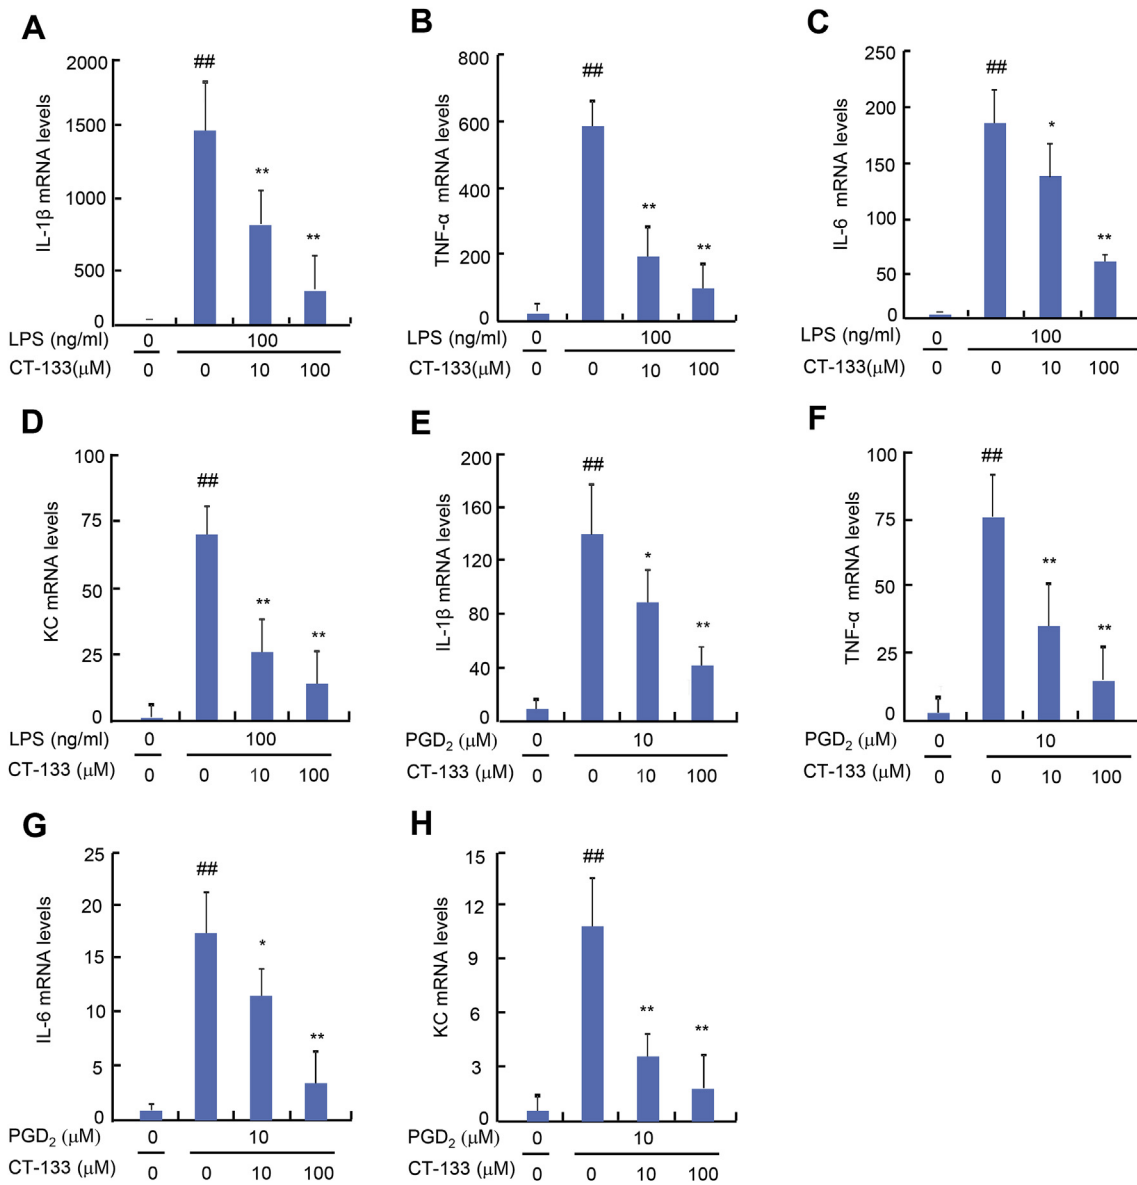 A
IL-1β mRNA levels
2000
1500
1000
500
0
##
**
**
LPS (ng/ml) 0 100
CT-133(μM) 0 0 10 100
B
TNF-α mRNA levels
800
600
400
200
0
##
**
**
LPS (ng/ml) 0 100
CT-133(μM) 0 0 10 100
C
IL-6 mRNA levels
250
200
150
100
50
0
##
*
**
LPS (ng/ml) 0 100
CT-133(μM) 0 0 10 100
D
KC mRNA levels
100
75
50
25
0
##
**
**
LPS (ng/ml) 0 100
CT-133 (μM) 0 0 10 100
E
IL-1β mRNA levels
200
160
120
80
40
0
##
*
**
PGD₂ (μM) 0 10
CT-133 (μM) 0 0 10 100
F
TNF-α mRNA levels
100
75
50
25
0
##
**
**
PGD₂ (μM) 0 10
CT-133 (μM) 0 0 10 100
G
IL-6 mRNA levels
25
20
15
10
5
0
##
*
**
PGD₂ (μM) 0 10
CT-133 (μM) 0 0 10 100
H
KC mRNA levels
15
12
9
6
3
0
##
**
**
PGD₂ (μM) 0 10
CT-133 (μM) 0 0 10 100